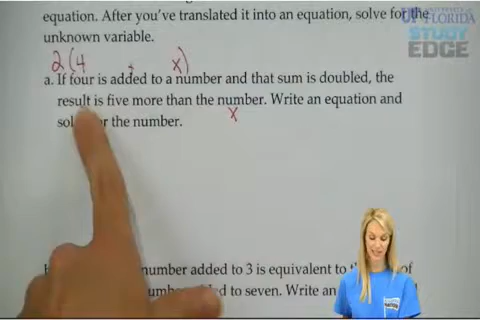 equation. After you've translated it into an equation, solve for the
unknown variable.
2(4 + x)
a. If four is added to a number and that sum is doubled, the
result is five more than the number. Write an equation and
the number.
x
number added to 3 is equivalent to of
to seven. Write an
UF FLORIDA
STUDY
EDGE